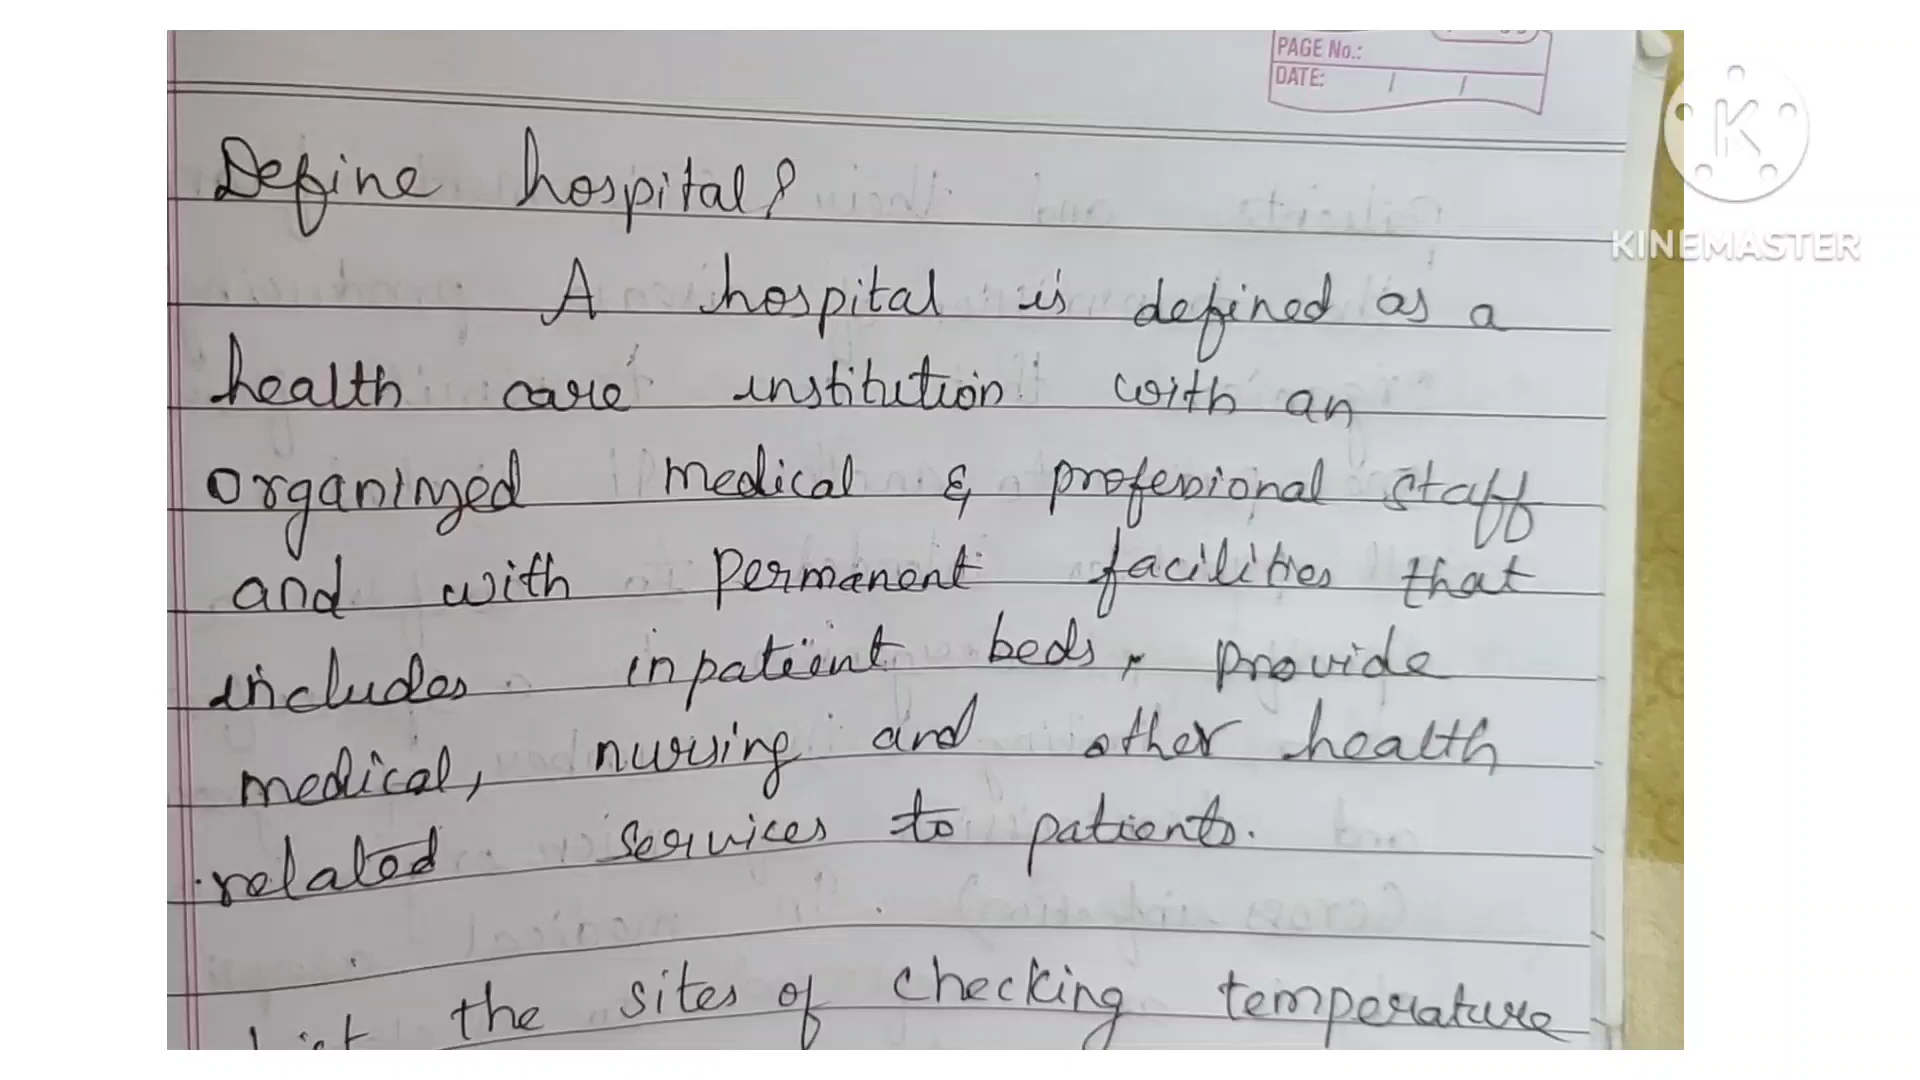 PAGE No.:
DATE: / /
Define hospital?
A hospital is defined as a
health care institution with an
organized medical & profesional staff
and with permanent facilities that
includes inpatient beds, provide
medical, nursing and other health
related services to patients.
List the sites of checking temperature
K
KINEMASTER